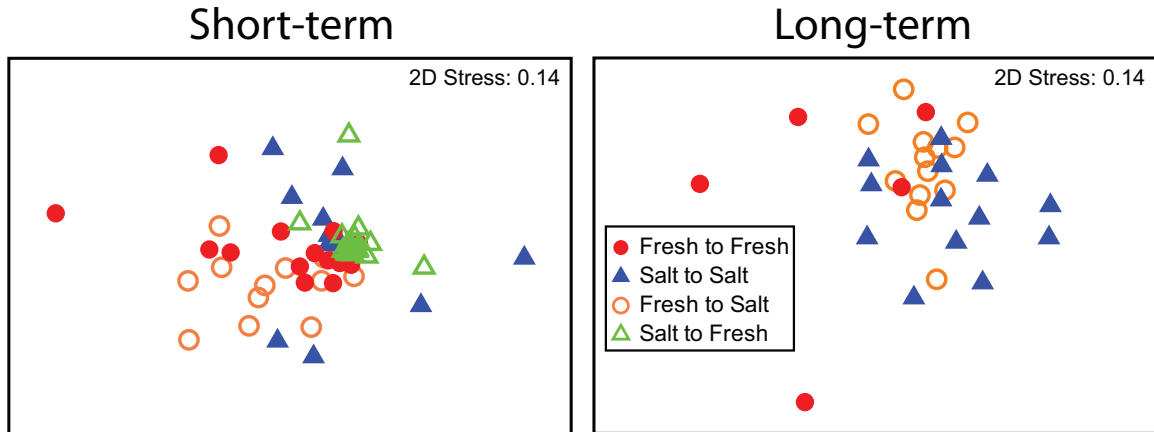 Short-term
Long-term
2D Stress: 0.14
2D Stress: 0.14
Fresh to Fresh
Salt to Salt
Fresh to Salt
Salt to Fresh